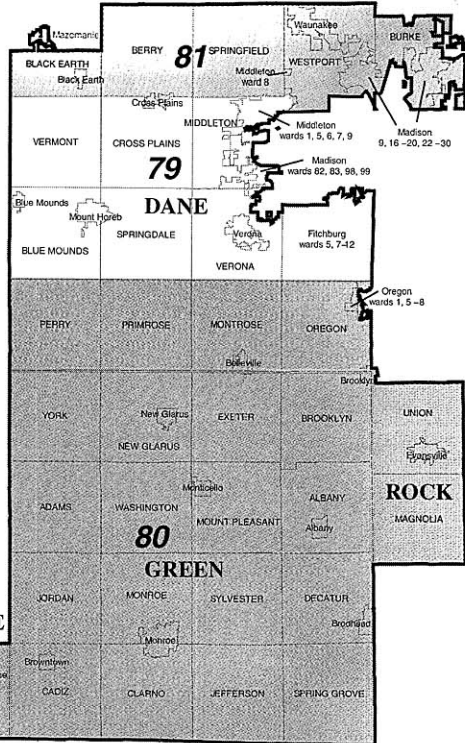 Mazomanie
Waunakee
BERRY
81
SPRINGFIELD
BURKE
WESTPORT
BLACK EARTH
Black Earth
Middleton
ward 8
Cross Plains
MIDDLETON
Middleton
wards 1, 5, 6, 7, 9
Madison
9, 16 -20, 22 -30
VERMONT
CROSS PLAINS
79
Madison
wards 82, 83, 98, 99
Blue Mounds
Mount Horeb
DANE
SPRINGDALE
Verona
Fitchburg
wards 5, 7-12
BLUE MOUNDS
VERONA
Oregon
wards 1, 5 -8
PERRY
PRIMROSE
MONTROSE
OREGON
Belleville
Brooklyn
YORK
New Glarus
EXETER
BROOKLYN
UNION
NEW GLARUS
Evansville
Monticello
ROCK
ADAMS
WASHINGTON
ALBANY
MOUNT PLEASANT
Albany
MAGNOLIA
80
GREEN
JORDAN
MONROE
SYLVESTER
DECATUR
E
Brodhead
Monroe
Browntown
CADIZ
CLARNO
JEFFERSON
SPRING GROVE